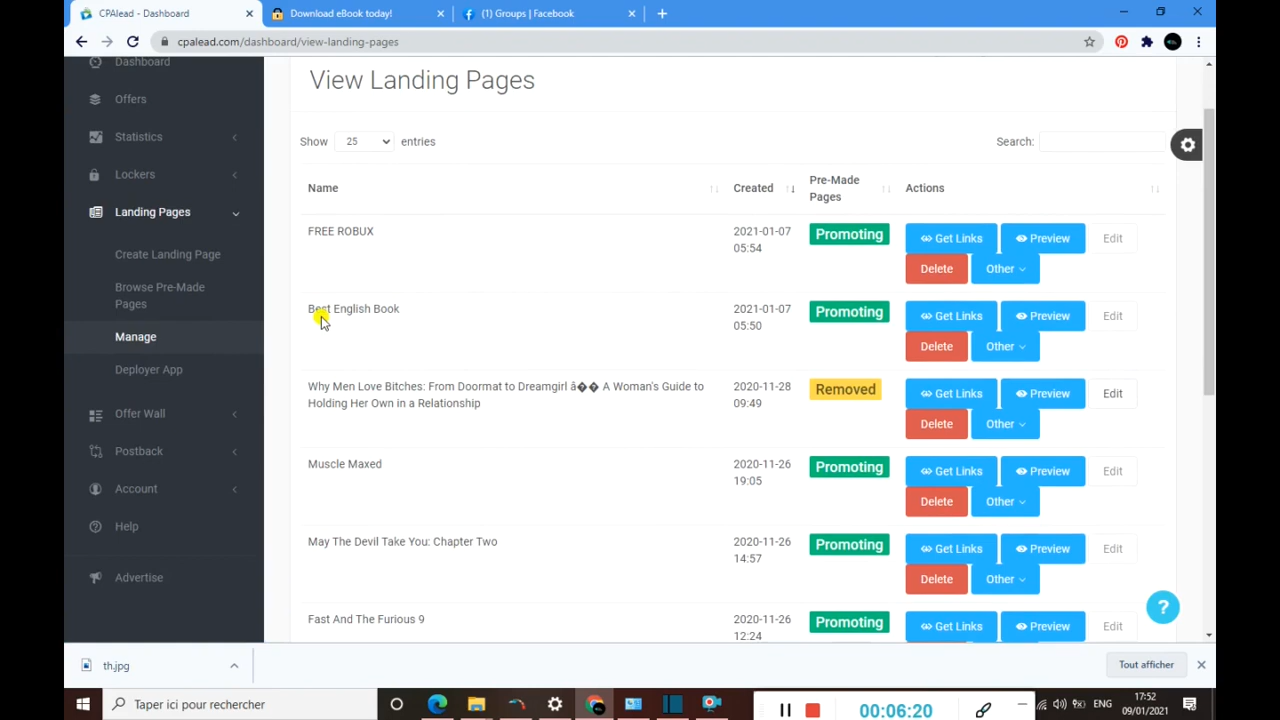 CPAlead - Dashboard
Download eBook today!
(1) Groups | Facebook
cpalead.com/dashboard/view-landing-pages
Dashboard
Offers
Statistics
Lockers
Landing Pages
Create Landing Page
Browse Pre-Made
Pages
Manage
Deployer App
Offer Wall
Postback
Account
Help
Advertise
View Landing Pages
Show 25 entries
Search:
Name Created Pre-Made Pages Actions
FREE ROBUX 2021-01-07 05:54 Promoting Get Links Preview Edit
Delete Other
Best English Book 2021-01-07 05:50 Promoting Get Links Preview Edit
Delete Other
Why Men Love Bitches: From Doormat to Dreamgirl â�� A Woman's Guide to
Holding Her Own in a Relationship
2020-11-28 09:49 Removed Get Links Preview Edit
Delete Other
Muscle Maxed 2020-11-26 19:05 Promoting Get Links Preview Edit
Delete Other
May The Devil Take You: Chapter Two 2020-11-26 14:57 Promoting Get Links Preview Edit
Delete Other
Fast And The Furious 9 2020-11-26 12:24 Promoting Get Links Preview Edit
?
th.jpg
Tout afficher
Taper ici pour rechercher
00:06:20
ENG
17:52
09/01/2021